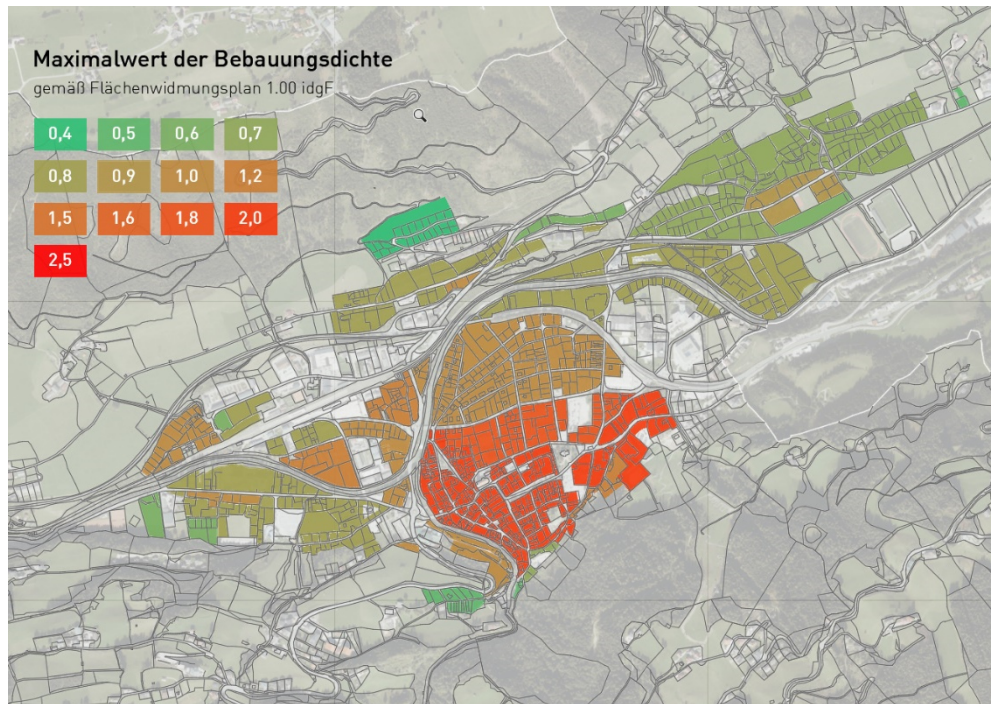 Maximalwert der Bebauungsdichte
gemäß Flächenwidmungsplan 1.00 idgF
0,4 0,5 0,6 0,7
0,8 0,9 1,0 1,2
1,5 1,6 1,8 2,0
2,5